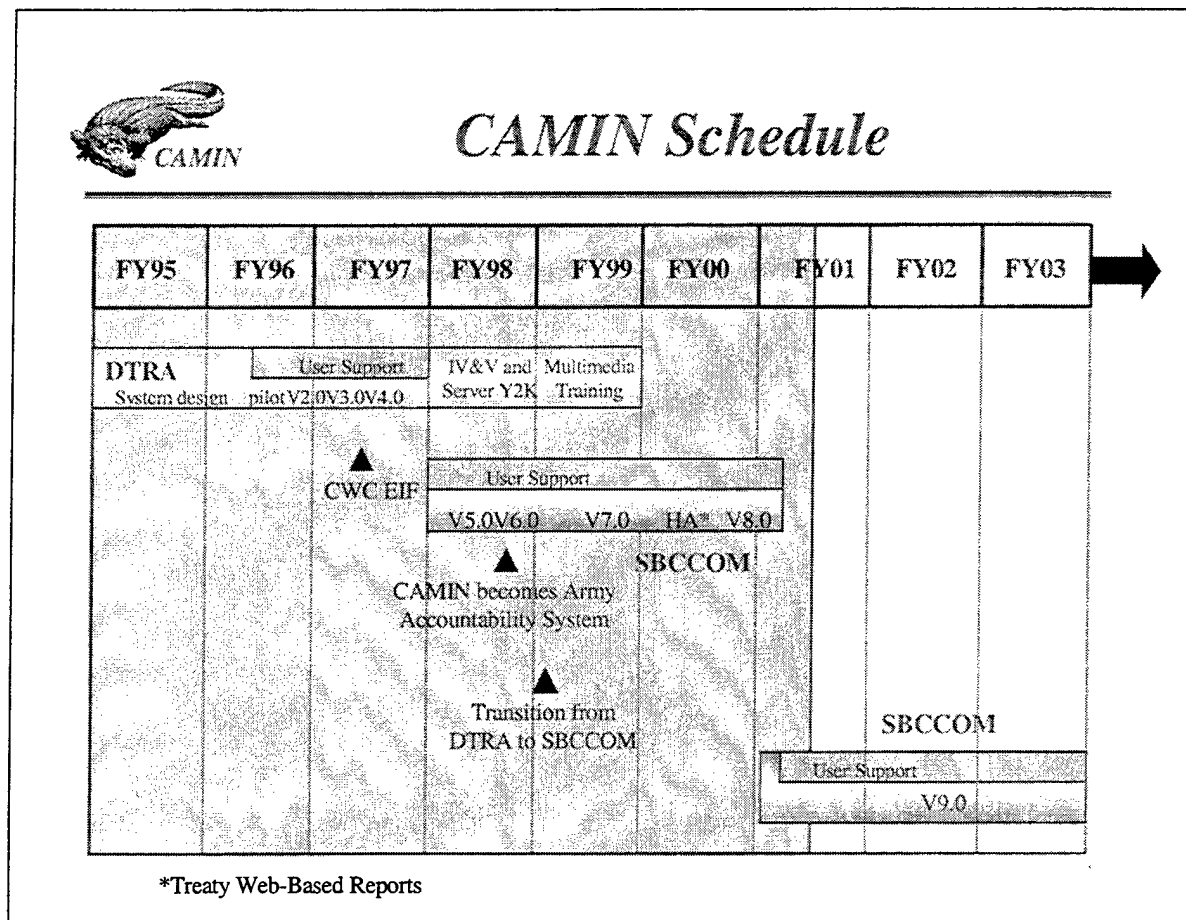 CAMIN
CAMIN Schedule
FY95 FY96 FY97 FY98 FY99 FY00 FY01 FY02 FY03
DTRA
User Support
System design pilotV2.0V3.0V4.0
IV&V and
Server Y2K
Multimedia
Training
CWC EIF
User Support
V5.0V6.0 V7.0 HA* V8.0
SBCCOM
CAMIN becomes Army
Accountability System
Transition from
DTRA to SBCCOM
SBCCOM
User Support
V9.0
*Treaty Web-Based Reports